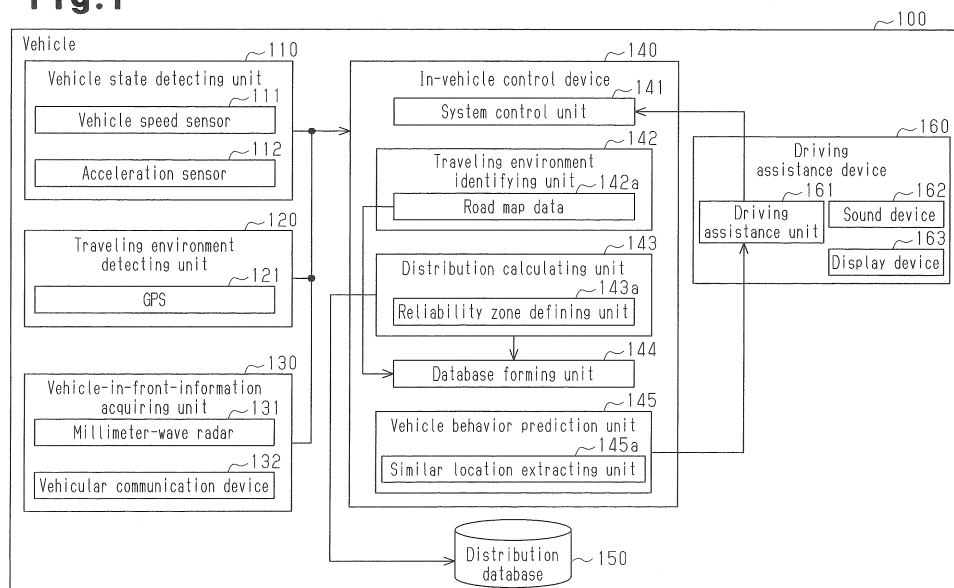 Fig.1
100
Vehicle
110
Vehicle state detecting unit
111
Vehicle speed sensor
112
Acceleration sensor
120
Traveling environment
detecting unit
121
GPS
130
Vehicle-in-front-information
acquiring unit
131
Millimeter-wave radar
132
Vehicular communication device
140
In-vehicle control device
141
System control unit
142
Traveling environment
identifying unit
142a
Road map data
143
Distribution calculating unit
143a
Reliability zone defining unit
144
Database forming unit
145
Vehicle behavior prediction unit
145a
Similar location extracting unit
Distribution
database
150
160
Driving
assistance device
161
Driving
assistance unit
162
Sound device
163
Display device